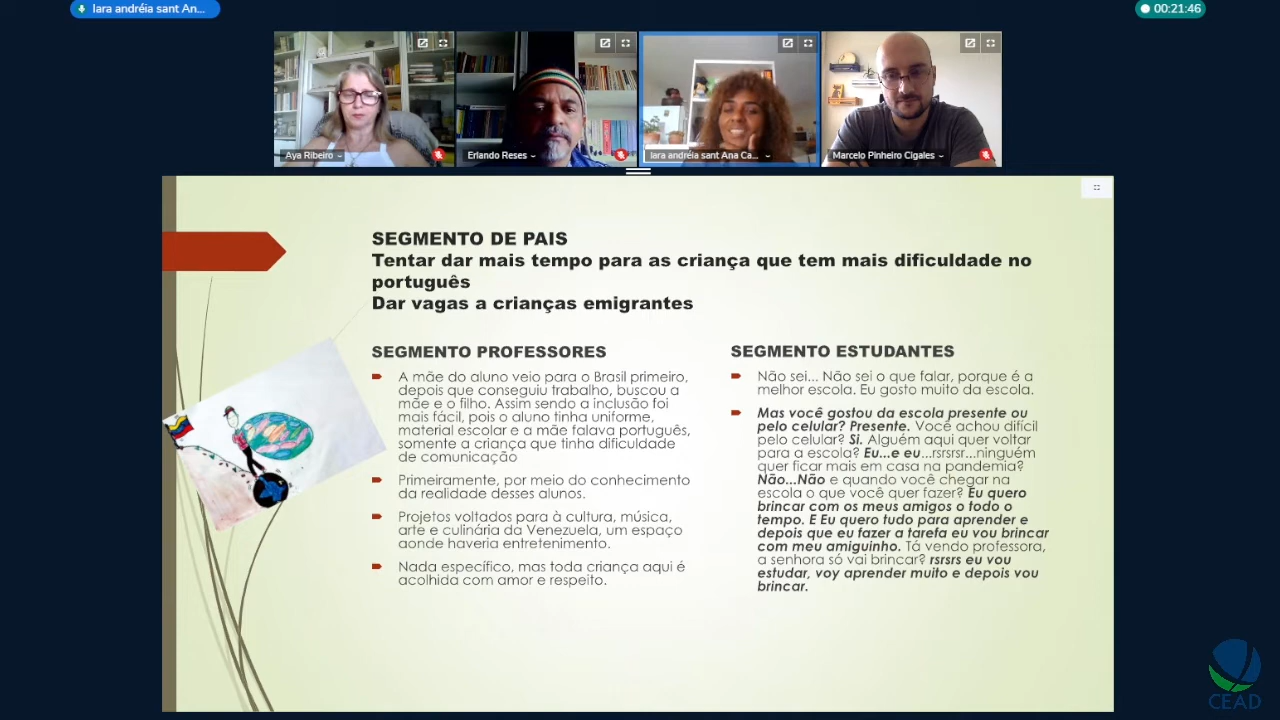 Iara andréia sant An...
00:21:46
Aya Ribeiro
Erlando Reses
Iara andréia sant Ana Ca...
Marcelo Pinheiro Cigales
SEGMENTO DE PAIS
Tentar dar mais tempo para as criança que tem mais dificuldade no
português
Dar vagas a crianças emigrantes
SEGMENTO PROFESSORES
A mãe do aluno veio para o Brasil primeiro,
depois que conseguiu trabalho, buscou a
mãe e o filho. Assim sendo a inclusão foi
mais fácil, pois o aluno tinha uniforme,
material escolar e a mãe falava português,
somente a criança que tinha dificuldade
de comunicação
Primeiramente, por meio do conhecimento
da realidade desses alunos.
Projetos voltados para à cultura, música,
arte e culinária da Venezuela, um espaço
aonde haveria entretenimento.
Nada específico, mas toda criança aqui é
acolhida com amor e respeito.
SEGMENTO ESTUDANTES
Não sei... Não sei o que falar, porque é a
melhor escola. Eu gosto muito da escola.
Mas você gostou da escola presente ou
pelo celular? Presente. Você achou difícil
pelo celular? Si. Alguém aqui quer voltar
para a escola? Eu...e eu...rsrsrsr...ninguém
quer ficar mais em casa na pandemia?
Não...Não e quando você chegar na
escola o que você quer fazer? Eu quero
brincar com os meus amigos o todo o
tempo. E Eu quero tudo para aprender e
depois que eu fazer a tarefa eu vou brincar
com meu amiguinho. Tá vendo professora,
a senhora só vai brincar? rsrsrs eu vou
estudar, voy aprender muito e depois vou
brincar.
CEAD